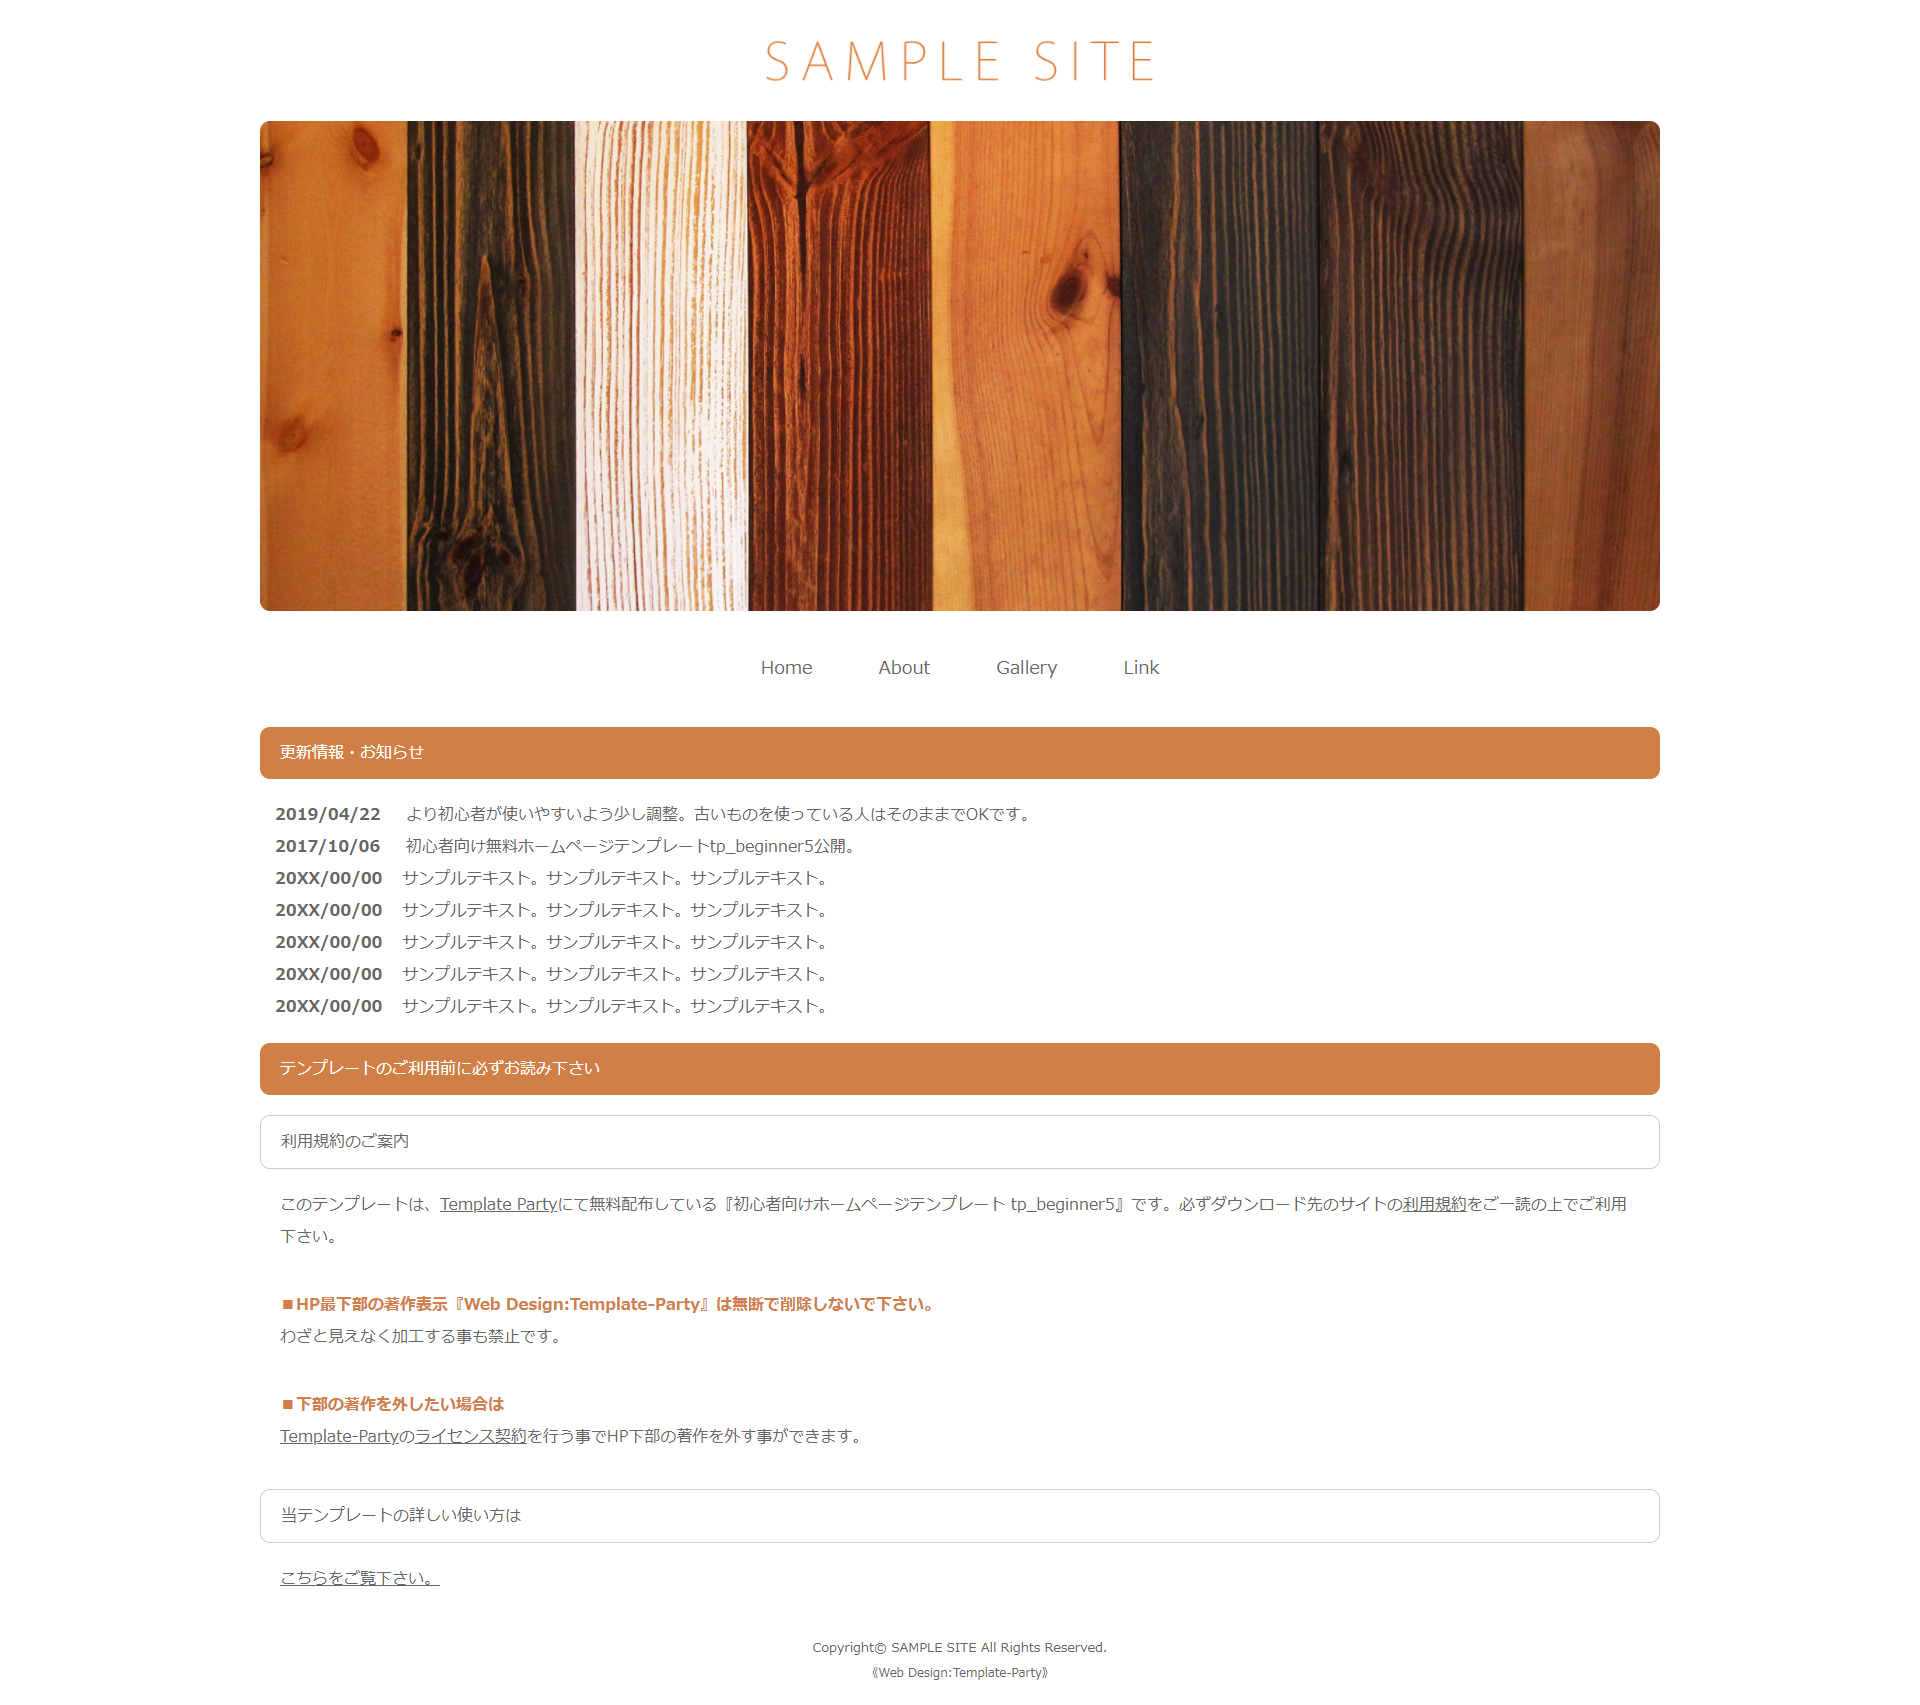 SAMPLE SITE
Home About Gallery Link
更新情報・お知らせ
2019/04/22 より初心者が使いやすいよう少し調整。古いものを使っている人はそのままでOKです。
2017/10/06 初心者向け無料ホームページテンプレートtp_beginner5公開。
20XX/00/00 サンプルテキスト。サンプルテキスト。サンプルテキスト。
20XX/00/00 サンプルテキスト。サンプルテキスト。サンプルテキスト。
20XX/00/00 サンプルテキスト。サンプルテキスト。サンプルテキスト。
20XX/00/00 サンプルテキスト。サンプルテキスト。サンプルテキスト。
20XX/00/00 サンプルテキスト。サンプルテキスト。サンプルテキスト。
テンプレートのご利用前に必ずお読み下さい
利用規約のご案内
このテンプレートは、Template Partyにて無料配布している『初心者向けホームページテンプレート tp_beginner5』です。必ずダウンロード先のサイトの利用規約をご一読の上でご利用
下さい。
■HP最下部の著作表示『Web Design:Template-Party』は無断で削除しないで下さい。
わざと見えなく加工する事も禁止です。
■下部の著作を外したい場合は
Template-Partyのライセンス契約を行う事でHP下部の著作を外す事ができます。
当テンプレートの詳しい使い方は
こちらをご覧下さい。
Copyright© SAMPLE SITE All Rights Reserved.
《Web Design:Template-Party》